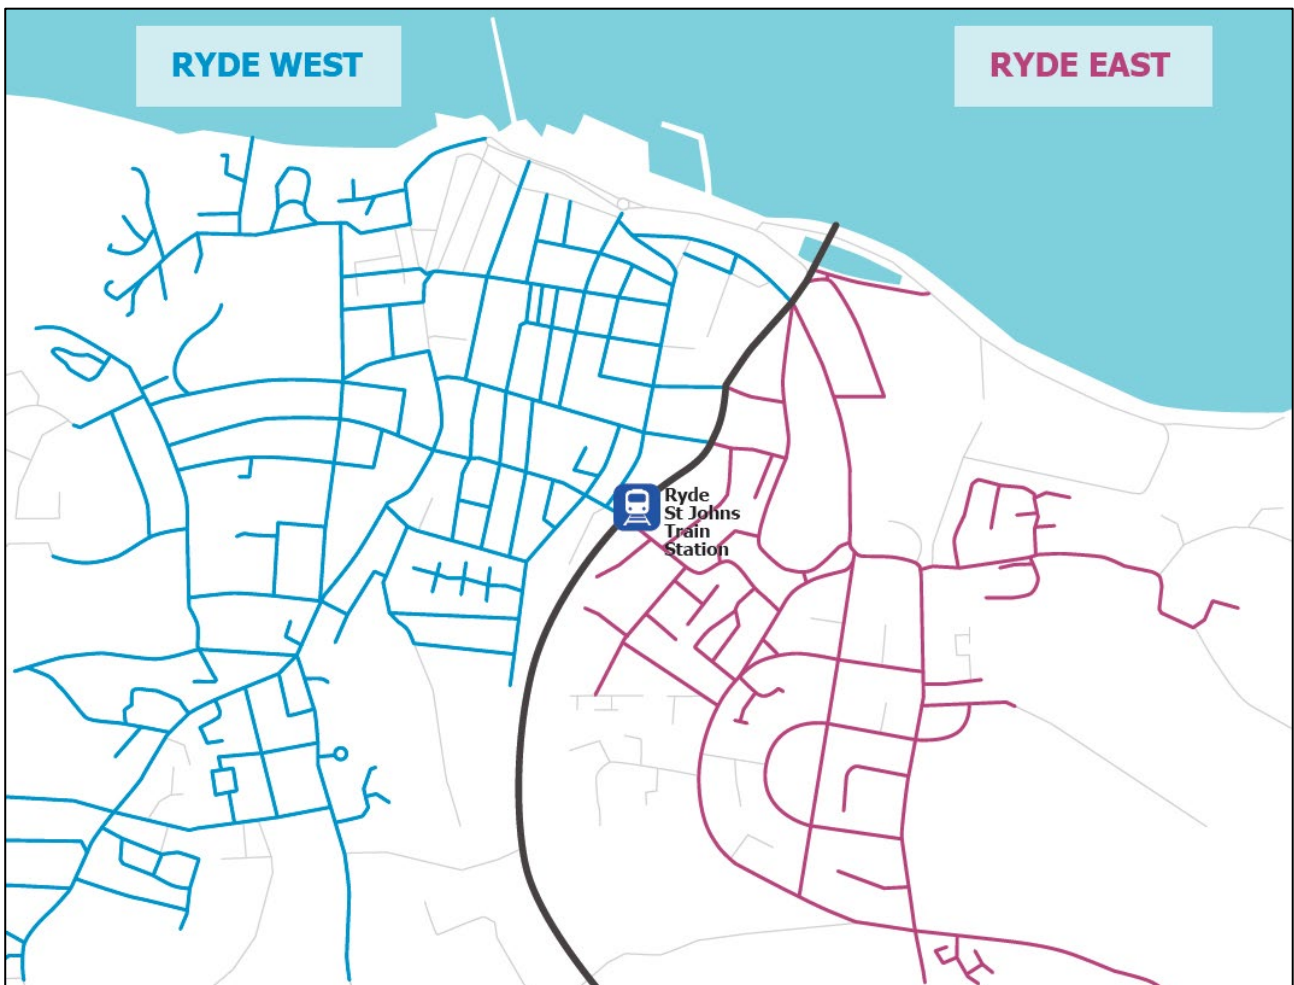 RYDE WEST
RYDE EAST
Ryde
St Johns
Train
Station